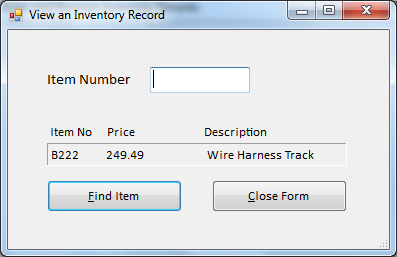 View an Inventory Record
Item Number
Item No Price Description
B222 249.49 Wire Harness Track
Find Item Close Form